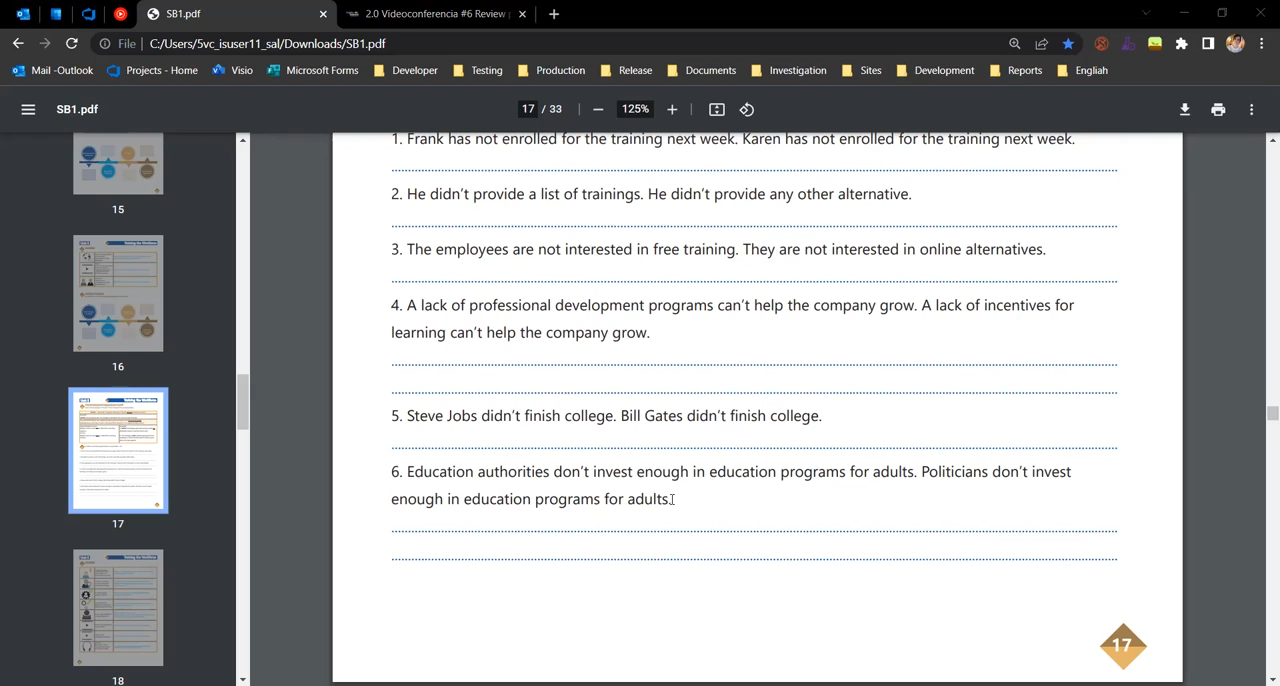 SB1.pdf
2.0 Videoconferencia #6 Review
File C:/Users/5vc_isuser11_sal/Downloads/SB1.pdf
Mail -Outlook Projects - Home Visio Microsoft Forms Developer Testing Production Release Documents Investigation Sites Development Reports Engliah
SB1.pdf 17 / 33 125%
1. Frank has not enrolled for the training next week. Karen has not enrolled for the training next week.
2. He didn't provide a list of trainings. He didn't provide any other alternative.
3. The employees are not interested in free training. They are not interested in online alternatives.
4. A lack of professional development programs can't help the company grow. A lack of incentives for
learning can't help the company grow.
5. Steve Jobs didn't finish college. Bill Gates didn't finish college.
6. Education authorities don't invest enough in education programs for adults. Politicians don't invest
enough in education programs for adults.
17
15
16
17
18